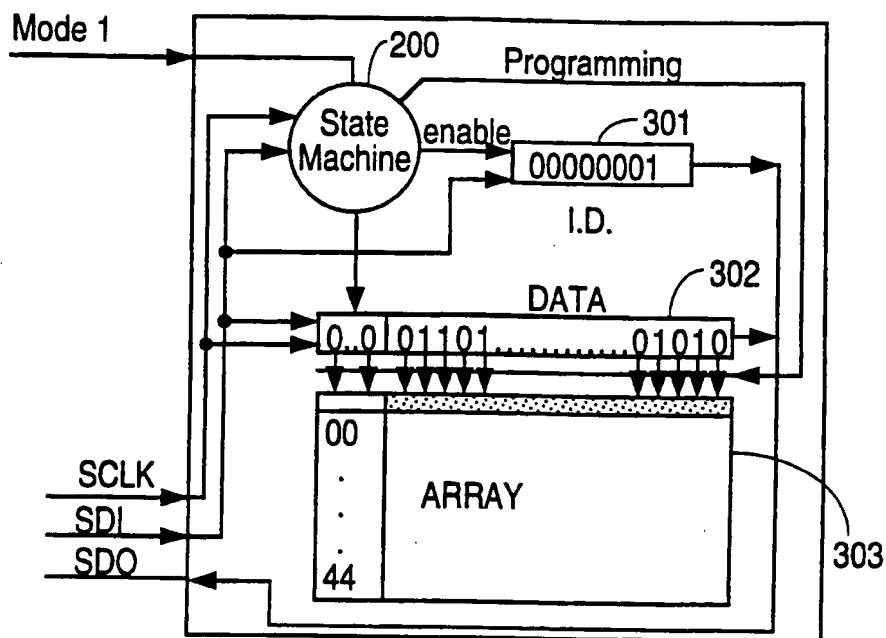 Mode 1
200
Programming
State
Machine
enable
301
00000001
I.D.
302
DATA
0..0 01101..............01010
00
.
.
.
44
ARRAY
303
SCLK
SDI
SDO